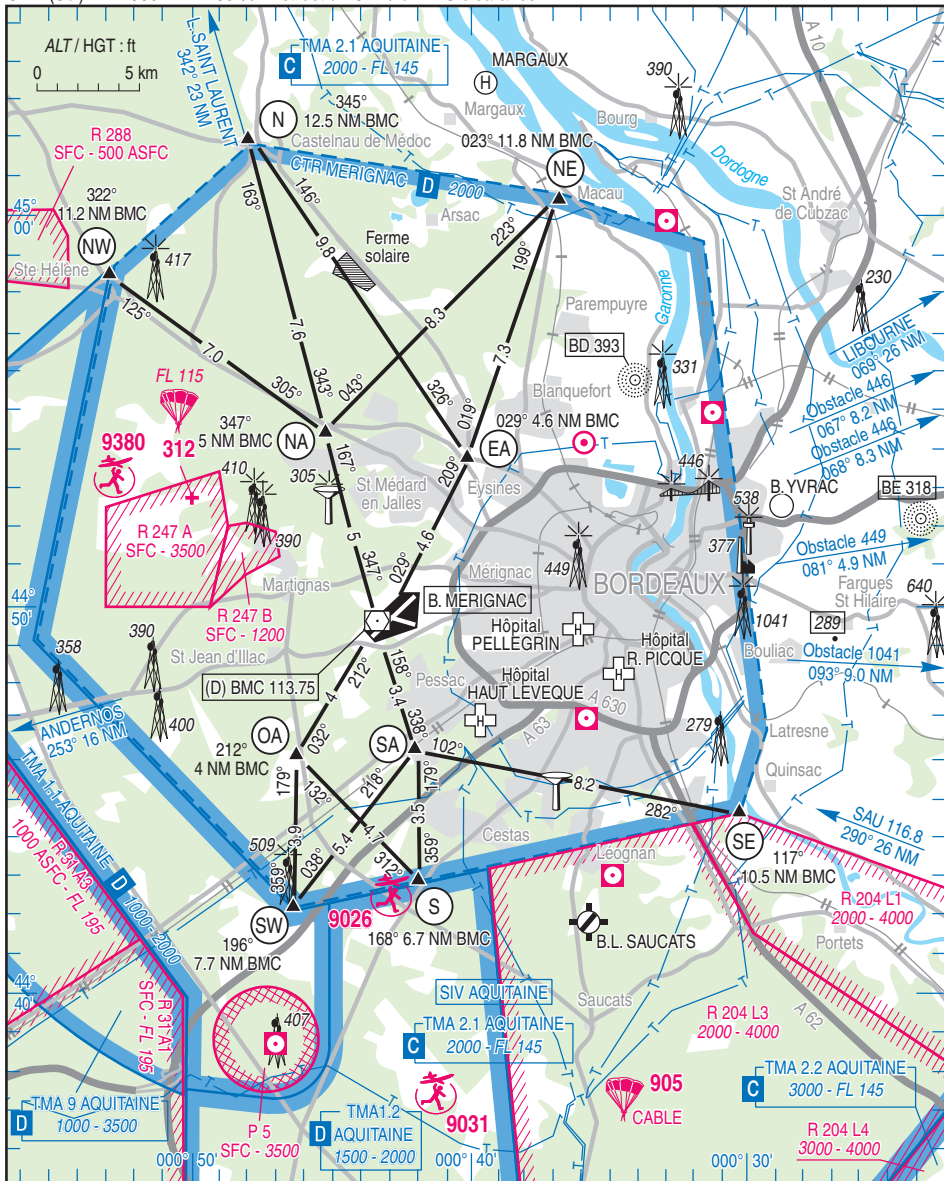 ALT / HGT : ft
0 5 km
L-SAINT LAURENT
342° 23 NM
TMA 2.1 AQUITAINE
C 2000 - FL 145
MARGAUX
H
Margaux
390
A 10
Bourg
Dordogne
N
345°
12.5 NM BMC
Castelnau de Médoc
023° 11.8 NM BMC
NE
Macau
St André
de Cubzac
R 288
SFC - 500 ASFC
CTR MERIGNAC D 2000
163°
146°
Arsac
322°
11.2 NM BMC
45°
00'
NW
Ste Hélène
417
Ferme
solaire
9.8
223°
199°
Garonne
230
Parempuyre
125°
7.0
7.6
8.3
7.3
LIBOURNE
069° 26 NM
BD 393
331
FL 115
305°
343°
043°
326°
019°
Blanquefort
Obstacle 446
067° 8.2 NM
Obstacle 446
068° 8.3 NM
347°
5 NM BMC
NA
029° 4.6 NM BMC
EA
9380
312
410
305
167°
209°
St Médard
en Jalles
Eysines
446
B. YVRAC
BE 318
538
R 247 A
SFC - 3500
390
5
4.6
347°
029°
449
377
Obstacle 449
081° 4.9 NM
Martignas
Mérignac
BORDEAUX
Fargues
St Hilaire
640
44°
50'
R 247 B
SFC - 1200
B. MERIGNAC
Hôpital
PELLEGRIN
H
1041
289
Bouliac
358
390
St Jean d'Illac
212°
158°
Hôpital
R. PICQUE
H
Obstacle 1041
093° 9.0 NM
(D) BMC 113.75
Pessac
Hôpital
HAUT LEVEQUE
H
400
4
3.4
A 630
A 63
279
ANDERNOS
253° 16 NM
OA
032°
SA
338°
102°
Latresne
212°
4 NM BMC
179°
132°
218°
179°
8.2
Quinsac
TMA 1.1 AQUITAINE D 1000 - 2000
R 31 A3
1000 ASFC - FL 195
3.9
5.4
4.7
3.5
282°
SAU 116.8
290° 26 NM
Cestas
SE
509
359°
038°
312°
359°
Léognan
117°
10.5 NM BMC
SW
9026
S
R 204 L1
2000 - 4000
196°
7.7 NM BMC
168° 6.7 NM BMC
B.L. SAUCATS
Portets
44°
40'
R 31 A1
SFC - FL 195
SIV AQUITAINE
Saucats
407
TMA 2.1 AQUITAINE
C 2000 - FL 145
R 204 L3
2000 - 4000
A 62
TMA 9 AQUITAINE
D 1000 - 3500
P 5
SFC - 3500
TMA1.2
D AQUITAINE
1500 - 2000
9031
905
CABLE
TMA 2.2 AQUITAINE
C 3000 - FL 145
R 204 L4
3000 - 4000
000° 50'
000° 40'
000° 30'